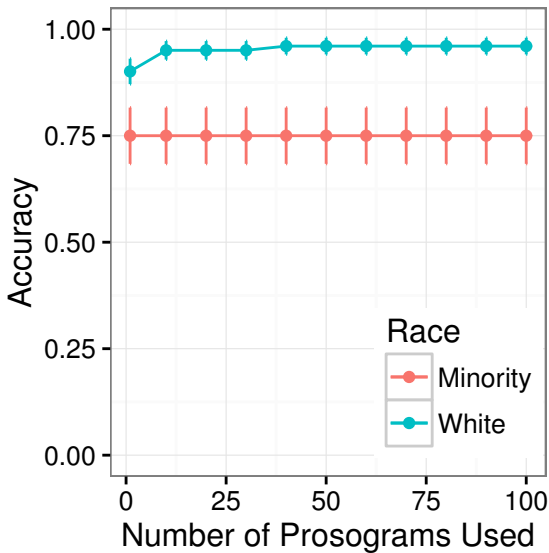 1.00
0.75
0.50
0.25
0.00
Accuracy
Race
Minority
White
0 25 50 75 100
Number of Prosograms Used